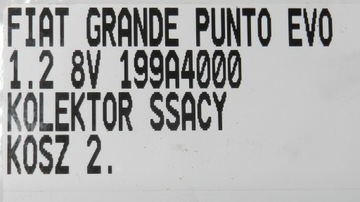 FIAT GRANDE PUNTO EVO
1.2 8V 199A4000
KOLEKTOR SSACY
KOSZ 2.